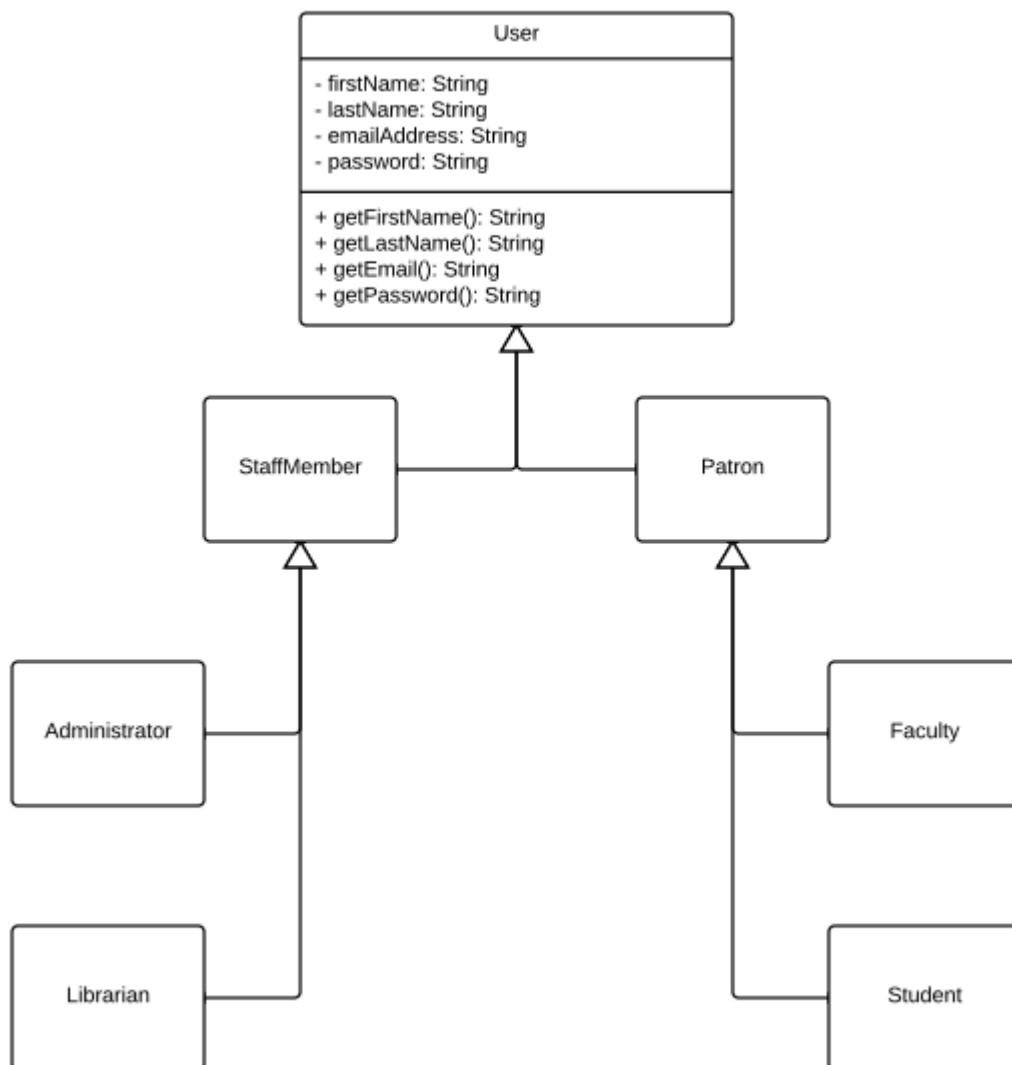 User
- firstName: String
- lastName: String
- emailAddress: String
- password: String
+ getFirstName(): String
+ getLastName(): String
+ getEmail(): String
+ getPassword(): String
StaffMember
Patron
Administrator
Faculty
Librarian
Student